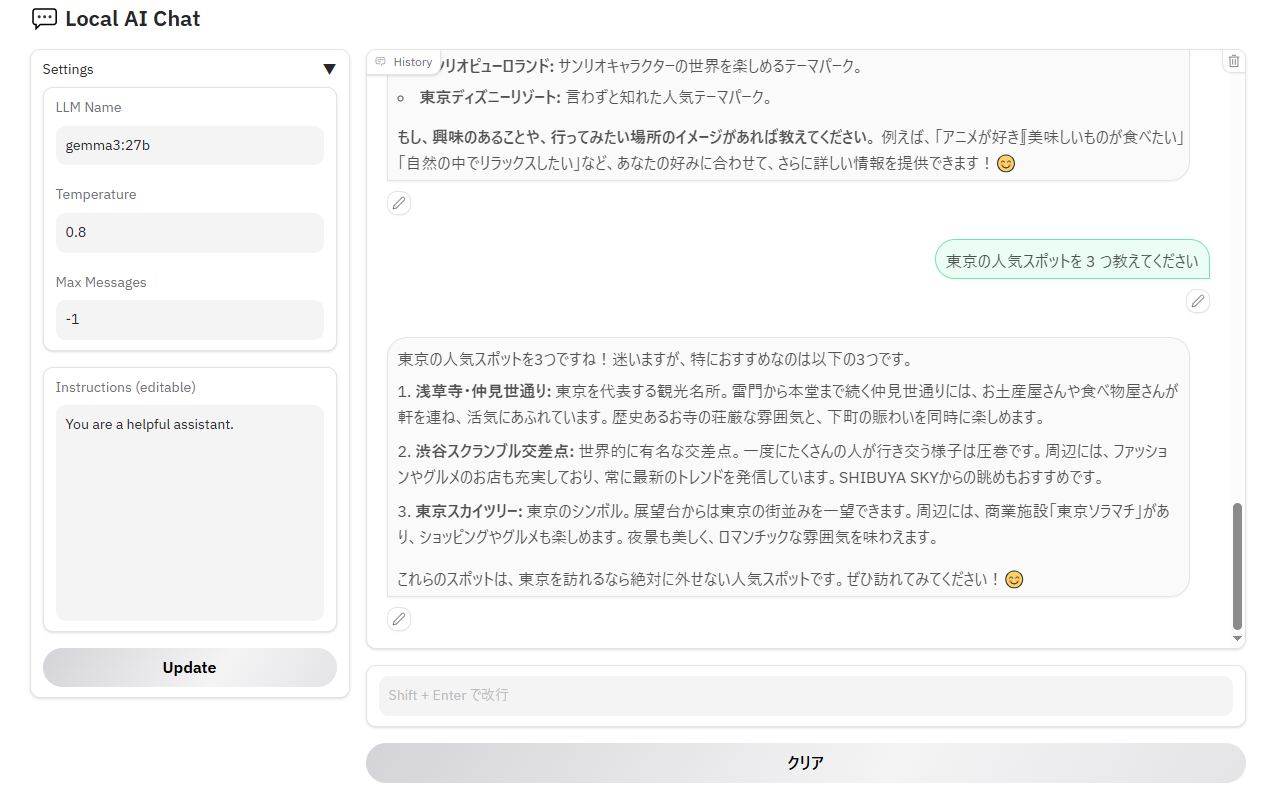 Local AI Chat
Settings
LLM Name
gemma3:27b
Temperature
0.8
Max Messages
-1
Instructions (editable)
You are a helpful assistant.
Update
History
リオピューロランド: サンリオキャラクターの世界を楽しめるテーマパーク。
東京ディズニーリゾート: 言わずと知れた人気テーマパーク。
もし、興味のあることや、行ってみたい場所のイメージがあれば教えてください。 例えば、「アニメが好き」「美味しいものが食べたい」
「自然の中でリラックスしたい」など、あなたの好みに合わせて、さらに詳しい情報を提供できます！😊
東京の人気スポットを 3 つ教えてください
東京の人気スポットを3つですね！迷いますが、特におすすめなのは以下の3つです。
1. 浅草寺・仲見世通り: 東京を代表する観光名所。雷門から本堂まで続く仲見世通りには、お土産屋さんや食べ物屋さんが
軒を連ね、活気にあふれています。歴史あるお寺の荘厳な雰囲気と、下町の賑わいを同時に楽しめます。
2. 渋谷スクランブル交差点: 世界的に有名な交差点。一度にたくさんの人が行き交う様子は圧巻です。周辺には、ファッショ
ンやグルメのお店も充実しており、常に最新のトレンドを発信しています。SHIBUYA SKYからの眺めもおすすめです。
3. 東京スカイツリー: 東京のシンボル。展望台からは東京の街並みを一望できます。周辺には、商業施設「東京ソラマチ」があ
り、ショッピングやグルメも楽しめます。夜景も美しく、ロマンチックな雰囲気を味わえます。
これらのスポットは、東京を訪れるなら絶対に外せない人気スポットです。ぜひ訪れてみてください！😊
Shift + Enter で改行
クリア